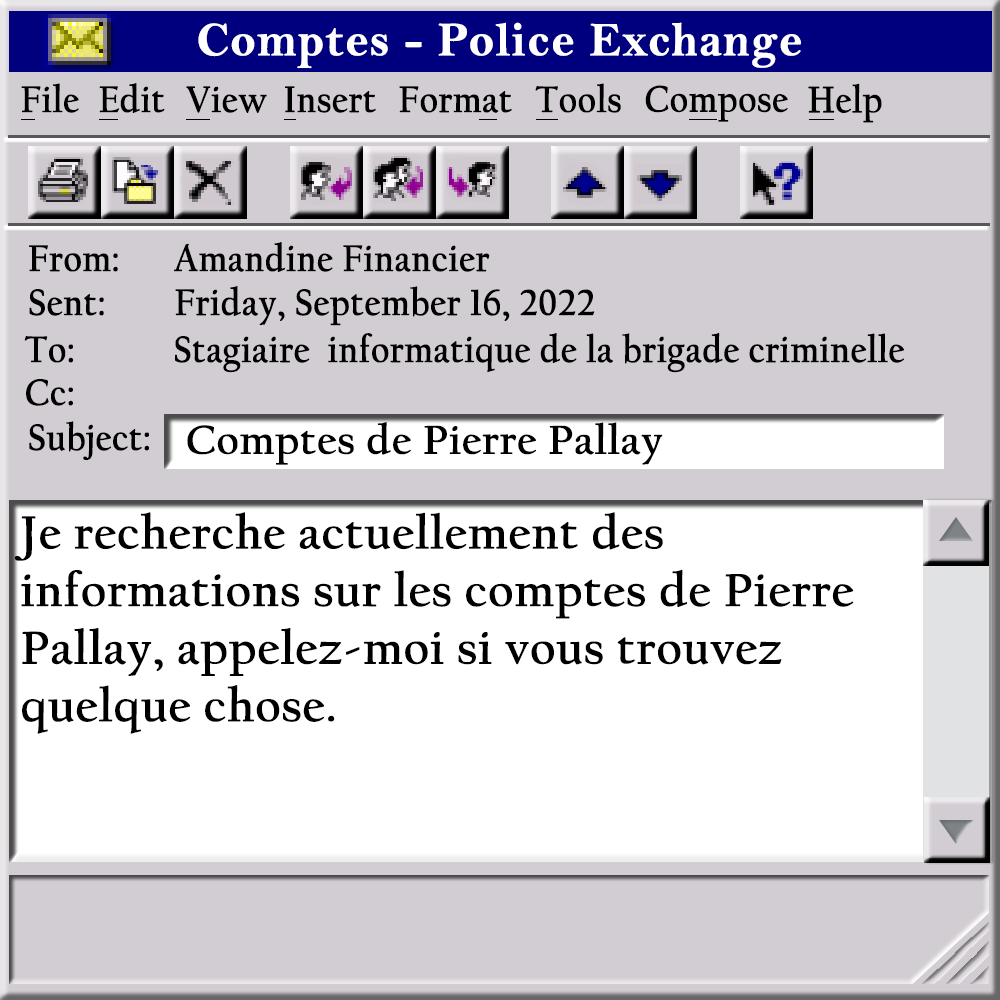 Comptes - Police Exchange
File Edit View Insert Format Tools Compose Help
From: Amandine Financier
Sent: Friday, September 16, 2022
To: Stagiaire informatique de la brigade criminelle
Cc:
Subject: Comptes de Pierre Pallay
Je recherche actuellement des
informations sur les comptes de Pierre
Pallay, appelez-moi si vous trouvez
quelque chose.